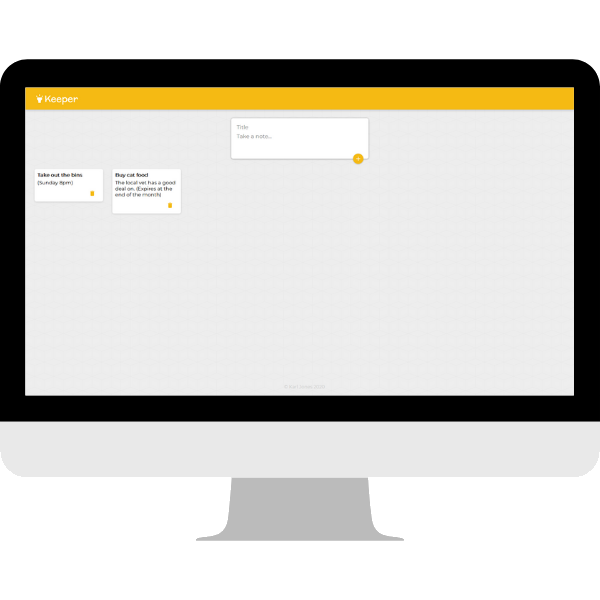 Keeper
Title
Take a note...
+
Take out the bins
(Sunday 8pm)
Buy cat food
The local vet has a good
deal on. (Expires at the
end of the month)